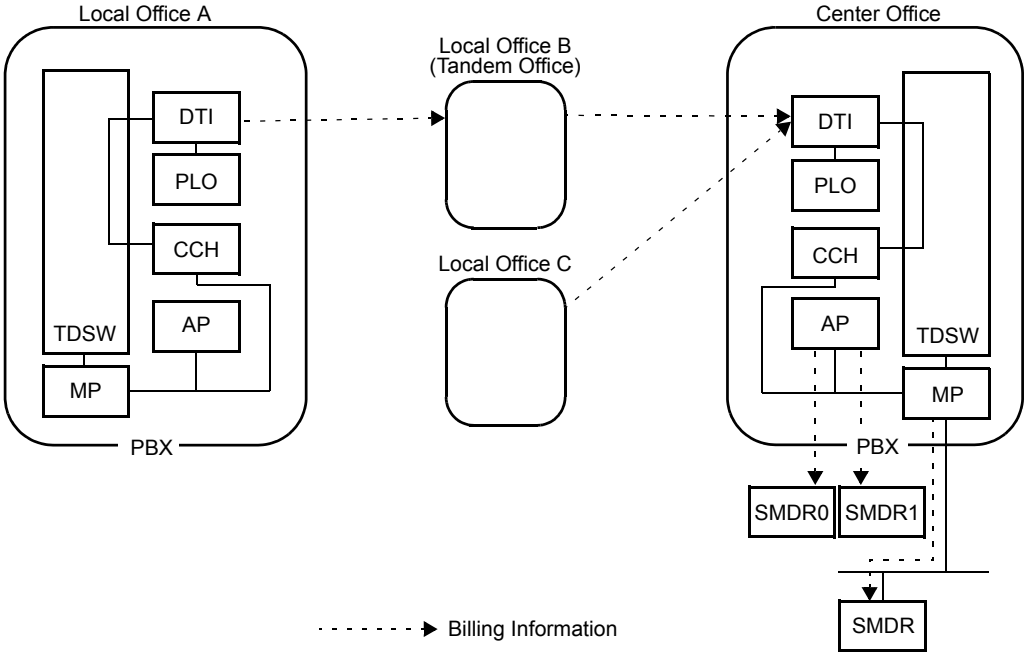 Local Office A
DTI
PLO
CCH
AP
TDSW
MP
PBX
Local Office B
(Tandem Office)
Local Office C
Center Office
DTI
PLO
CCH
AP
TDSW
MP
PBX
SMDR0
SMDR1
SMDR
Billing Information